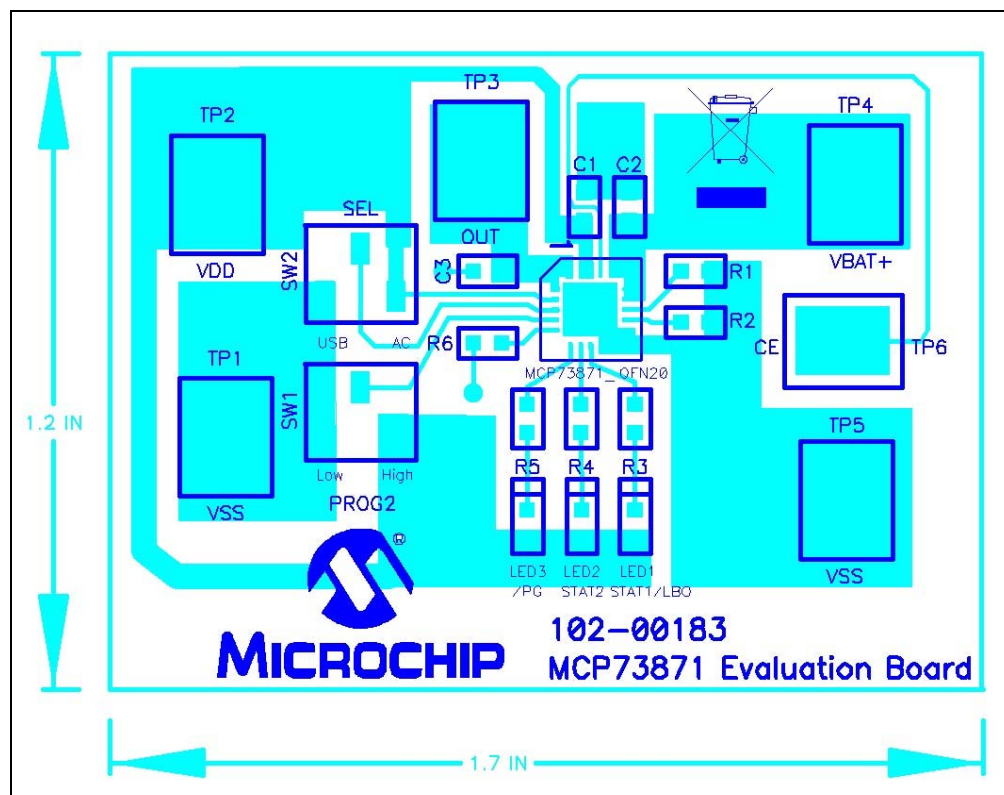 TP3
TP2
TP4
C1 C2
SEL
OUT
VDD
SW2
C3
VBAT+
R1
USB AC
R6
R2
CE
TP6
MCP73871_QFN20
TP1
SW1
1.2 IN
TP5
Low High
R5 R4 R3
PROG2
VSS
®
LED3 LED2 LED1
/PG STAT2 STAT1/LBO
VSS
102-00183
MICROCHIP
MCP73871 Evaluation Board
1.7 IN